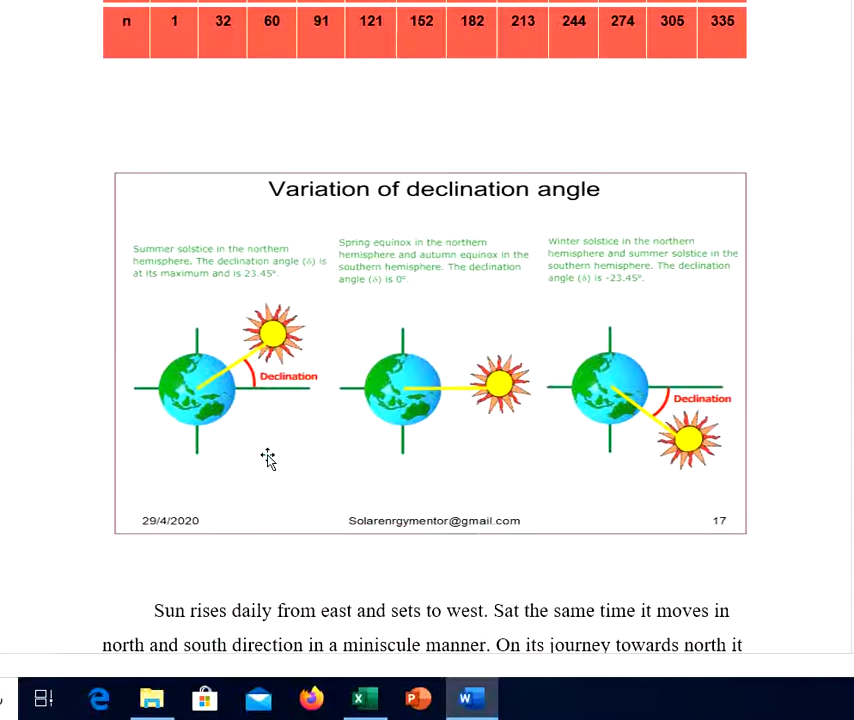 n 1 32 60 91 121 152 182 213 244 274 305 335
Variation of declination angle
Summer solstice in the northern
hemisphere. The declination angle (δ) is
at its maximum and is 23.45°.
Spring equinox in the northern
hemisphere and autumn equinox in the
southern hemisphere. The declination
angle (δ) is 0°.
Winter solstice in the northern
hemisphere and summer solstice in the
southern hemisphere. The declination
angle (δ) is -23.45°.
Declination
Declination
29/4/2020 Solarenrgymentor@gmail.com 17
Sun rises daily from east and sets to west. Sat the same time it moves in
north and south direction in a miniscule manner. On its journey towards north it